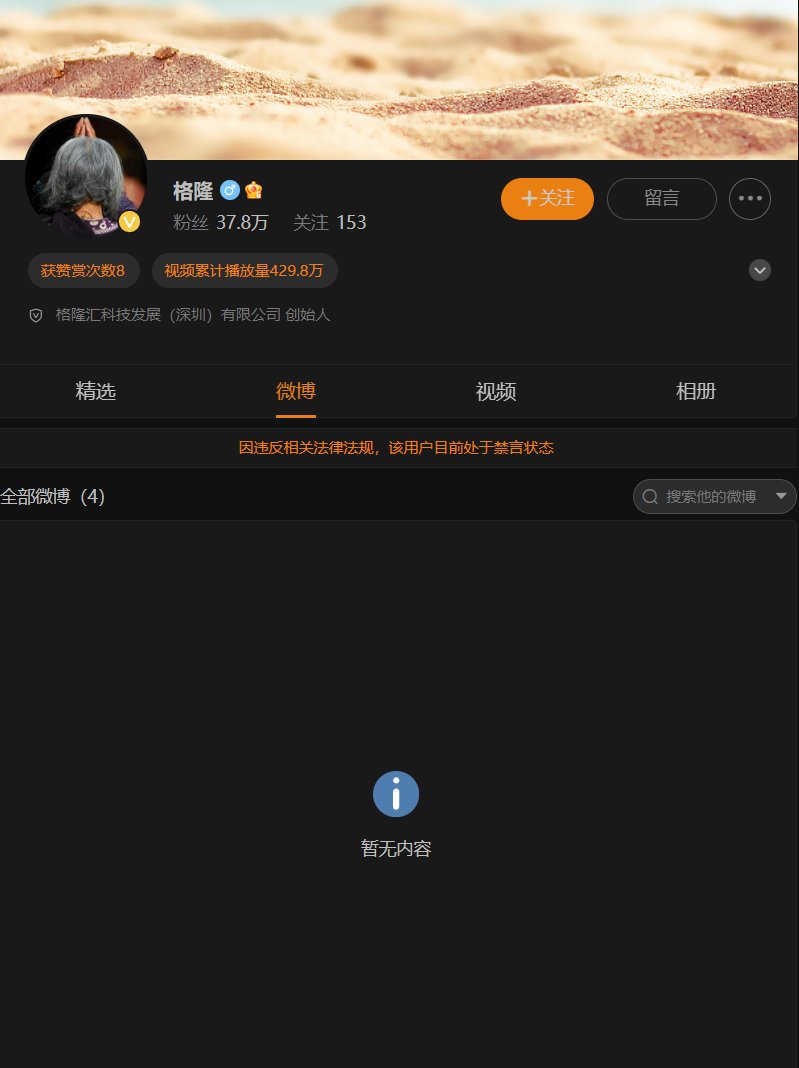 格隆
粉丝 37.8万 关注 153
+关注
留言
获赞赏次数8
视频累计播放量429.8万
格隆汇科技发展（深圳）有限公司 创始人
精选
微博
视频
相册
因违反相关法律法规，该用户目前处于禁言状态
全部微博（4）
搜索他的微博
暂无内容